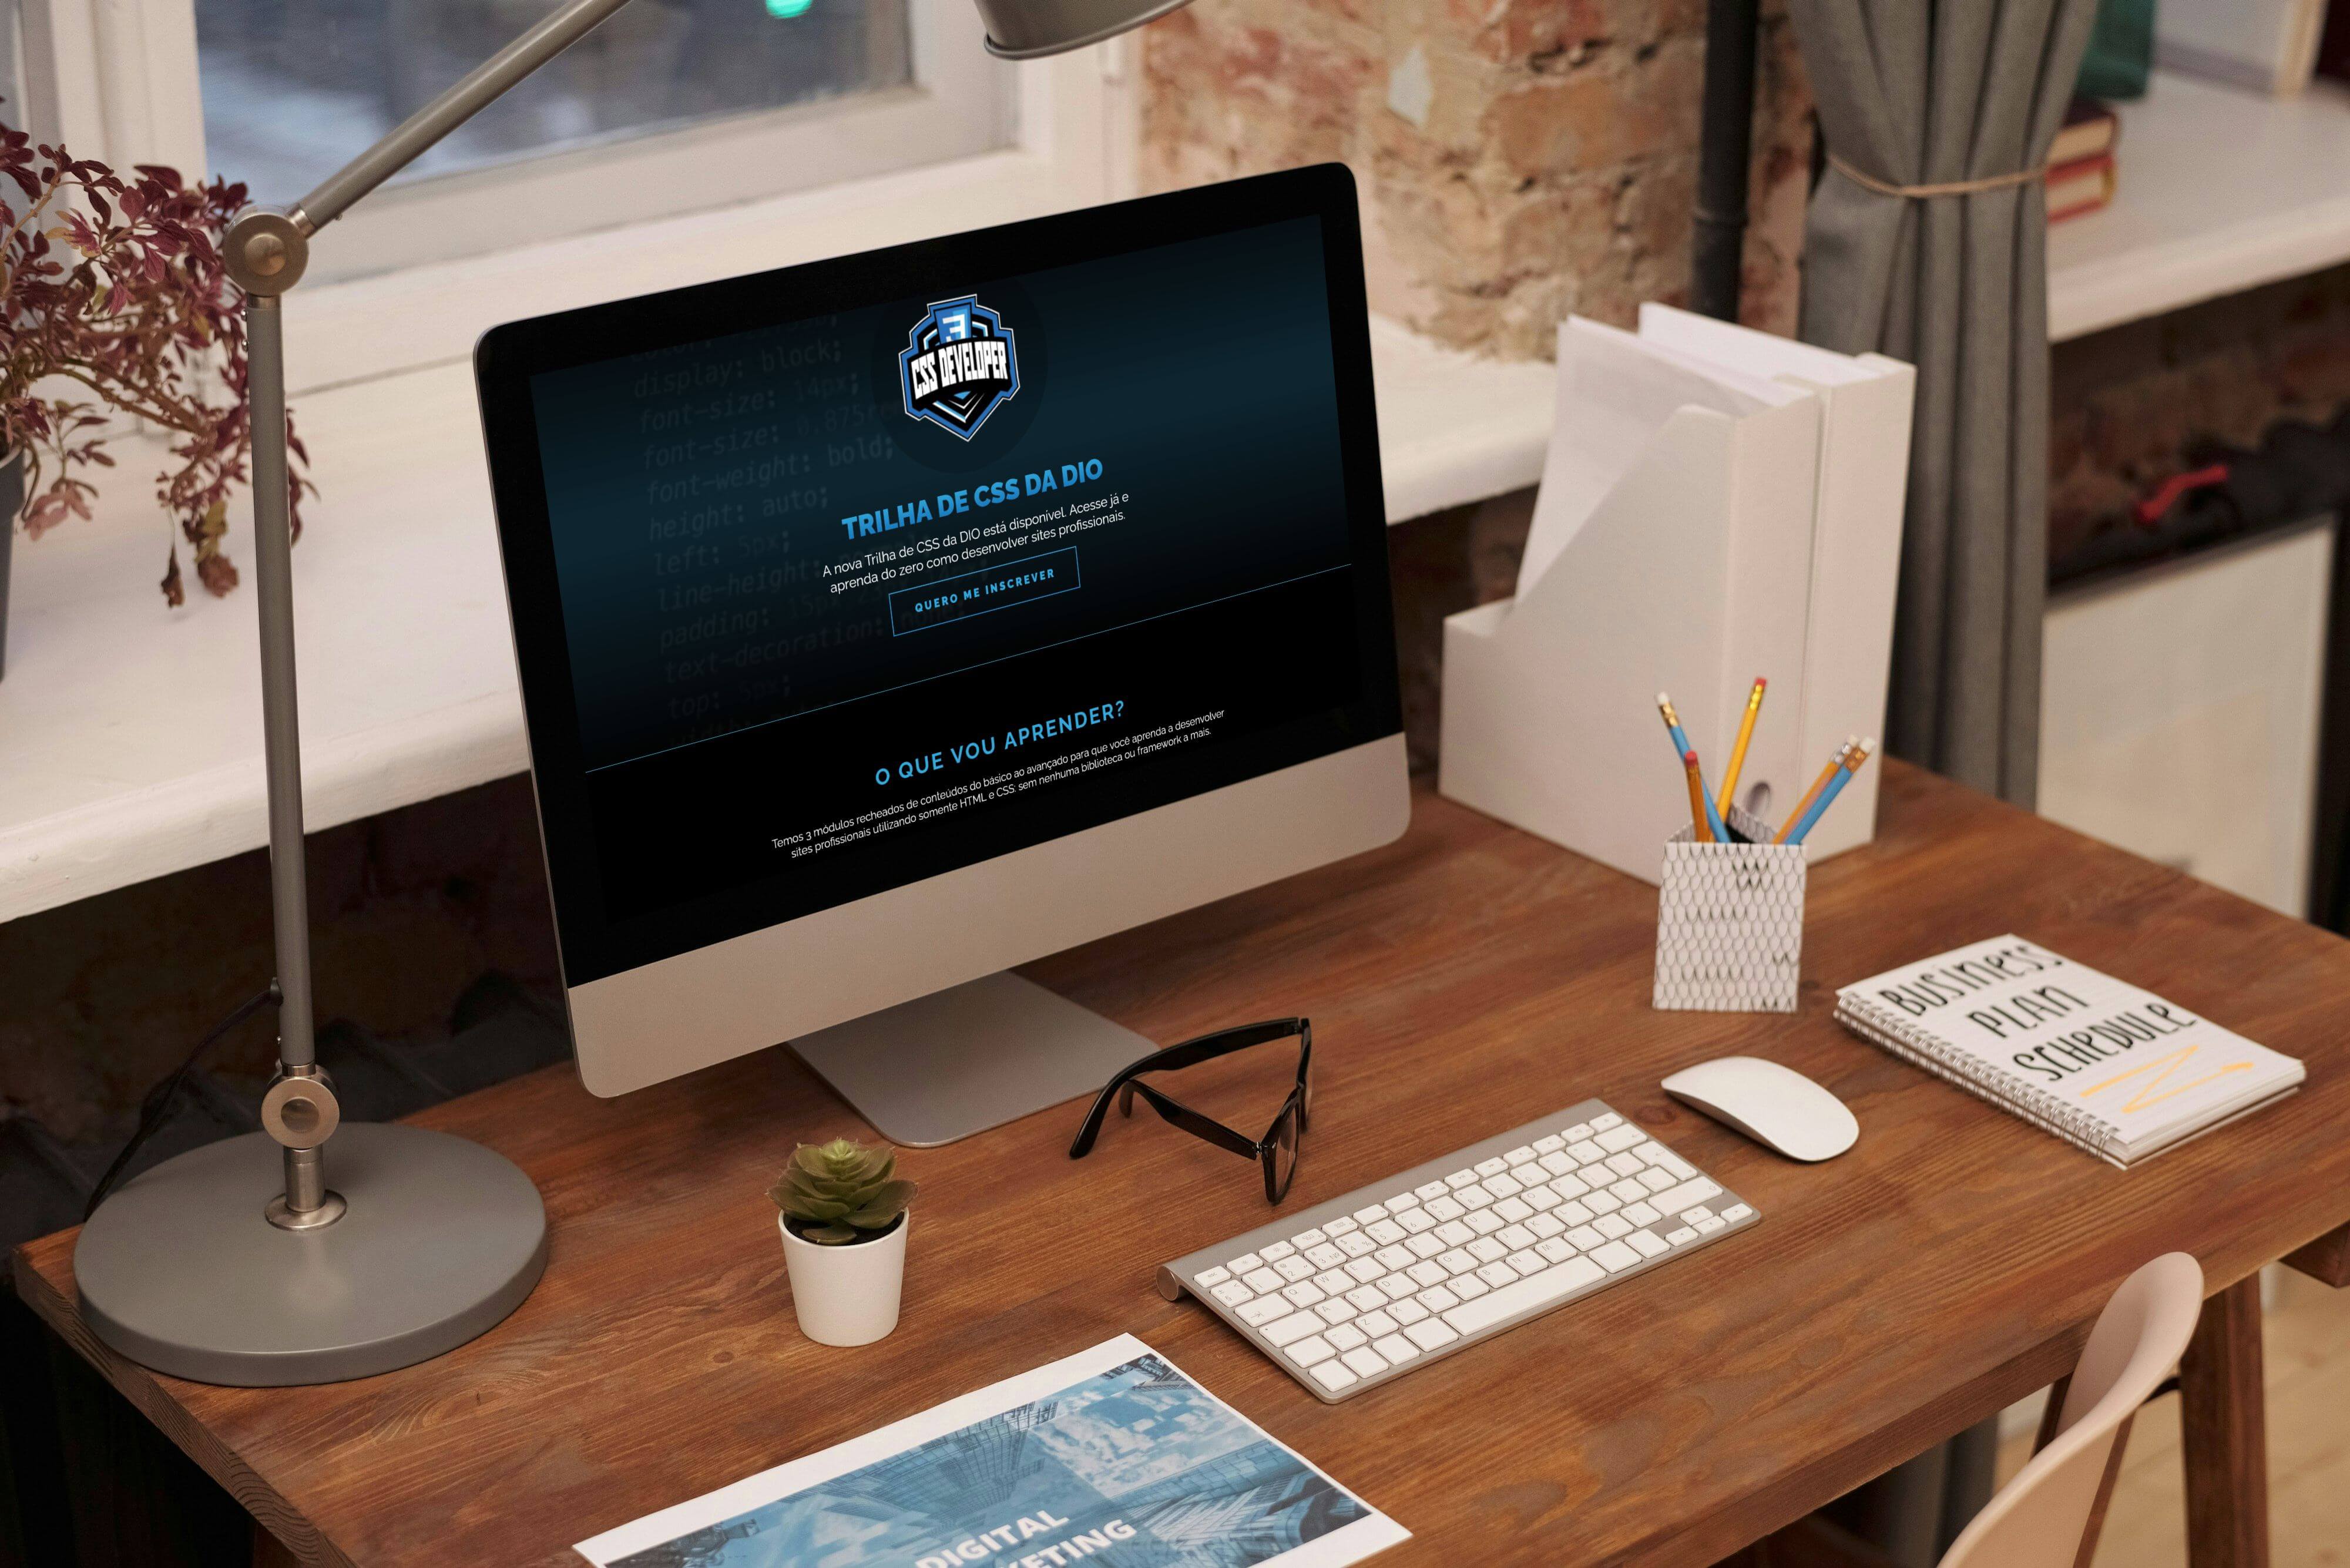 CSS DEVELOPER
TRILHA DE CSS DA DIO
A nova Trilha de CSS da DIO está disponível. Acesse já e
aprenda do zero como desenvolver sites profissionais.
QUERO ME INSCREVER
display: block;
font-size: 14px;
font-size: 0.875
font-weight: bold;
height: auto;
left: 5px;
line-height:
padding: 15px
text-decoration: none;
top: 5px;
width:
O QUE VOU APRENDER?
Temos 3 módulos recheados de conteúdos do básico ao avançado para que você aprenda a desenvolver
sites profissionais utilizando somente HTML e CSS: sem nenhuma biblioteca ou framework a mais.
BUSINESS
PLAN
SCHEDULE
DIGITAL
KETING